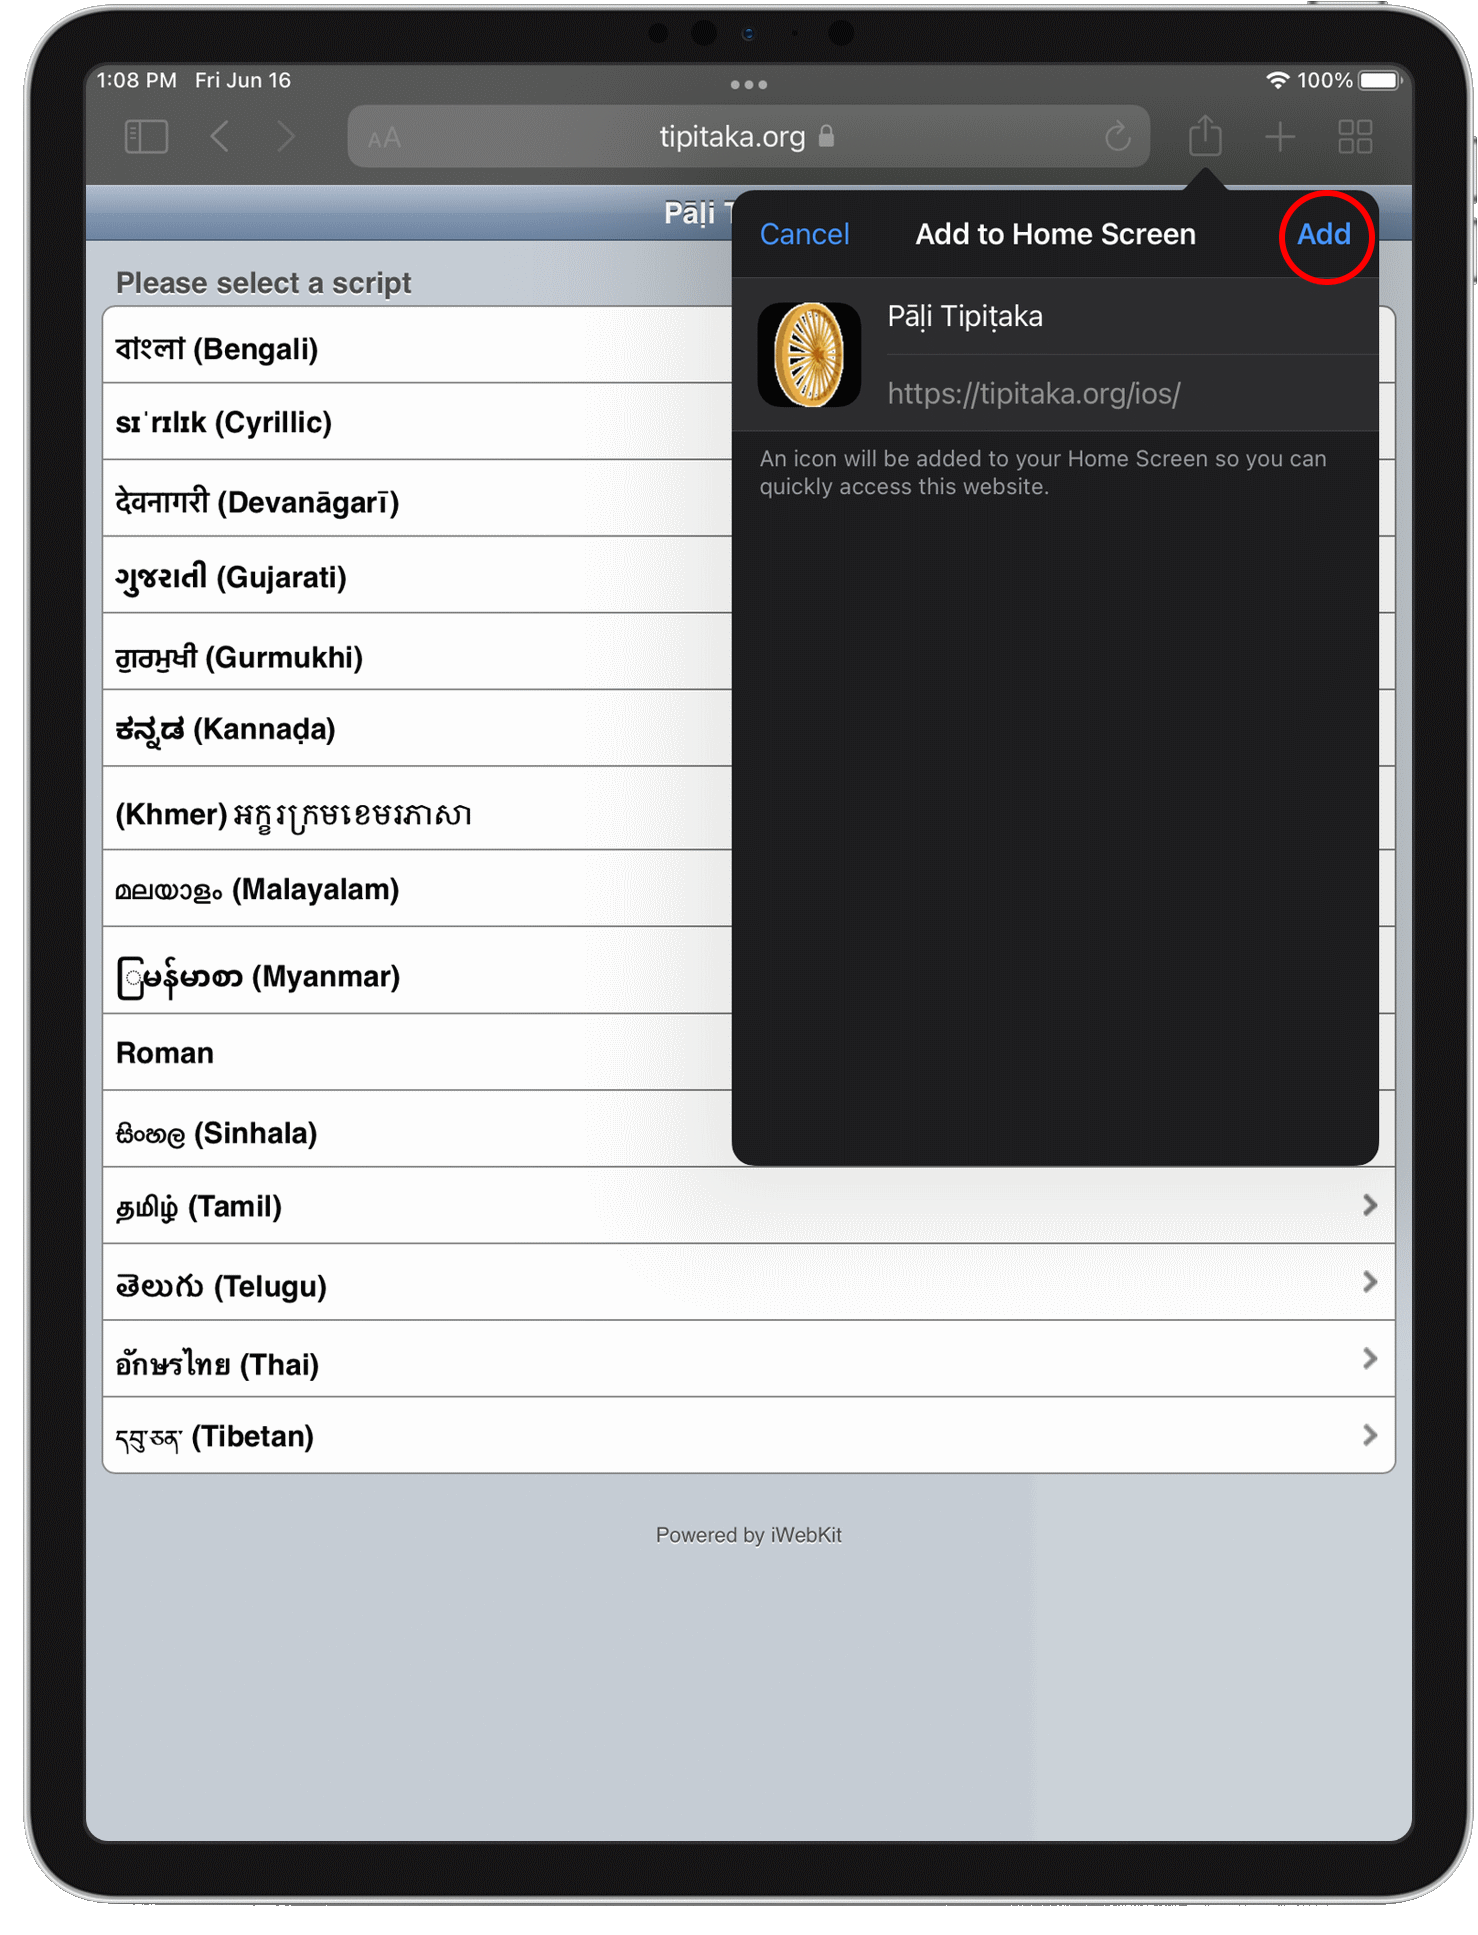 1:08 PM Fri Jun 16
100%
AA
tipitaka.org
Pāḷi T
Cancel
Add to Home Screen
Add
Pāḷi Tipiṭaka
https://tipitaka.org/ios/
An icon will be added to your Home Screen so you can
quickly access this website.
Please select a script
বাংলা (Bengali)
sɪˈrɪlɪk (Cyrillic)
देवनागरी (Devanāgarī)
ગુજરાતી (Gujarati)
ਗੁਰਮੁਖੀ (Gurmukhi)
ಕನ್ನಡ (Kannaḍa)
(Khmer) អក្ខរក្រមខេមរភាសា
മലയാളം (Malayalam)
ြမန်မာစာ (Myanmar)
Roman
සිංහල (Sinhala)
தமிழ் (Tamil)
తెలుగు (Telugu)
อักษรไทย (Thai)
དབུ་ཅན་ (Tibetan)
Powered by iWebKit